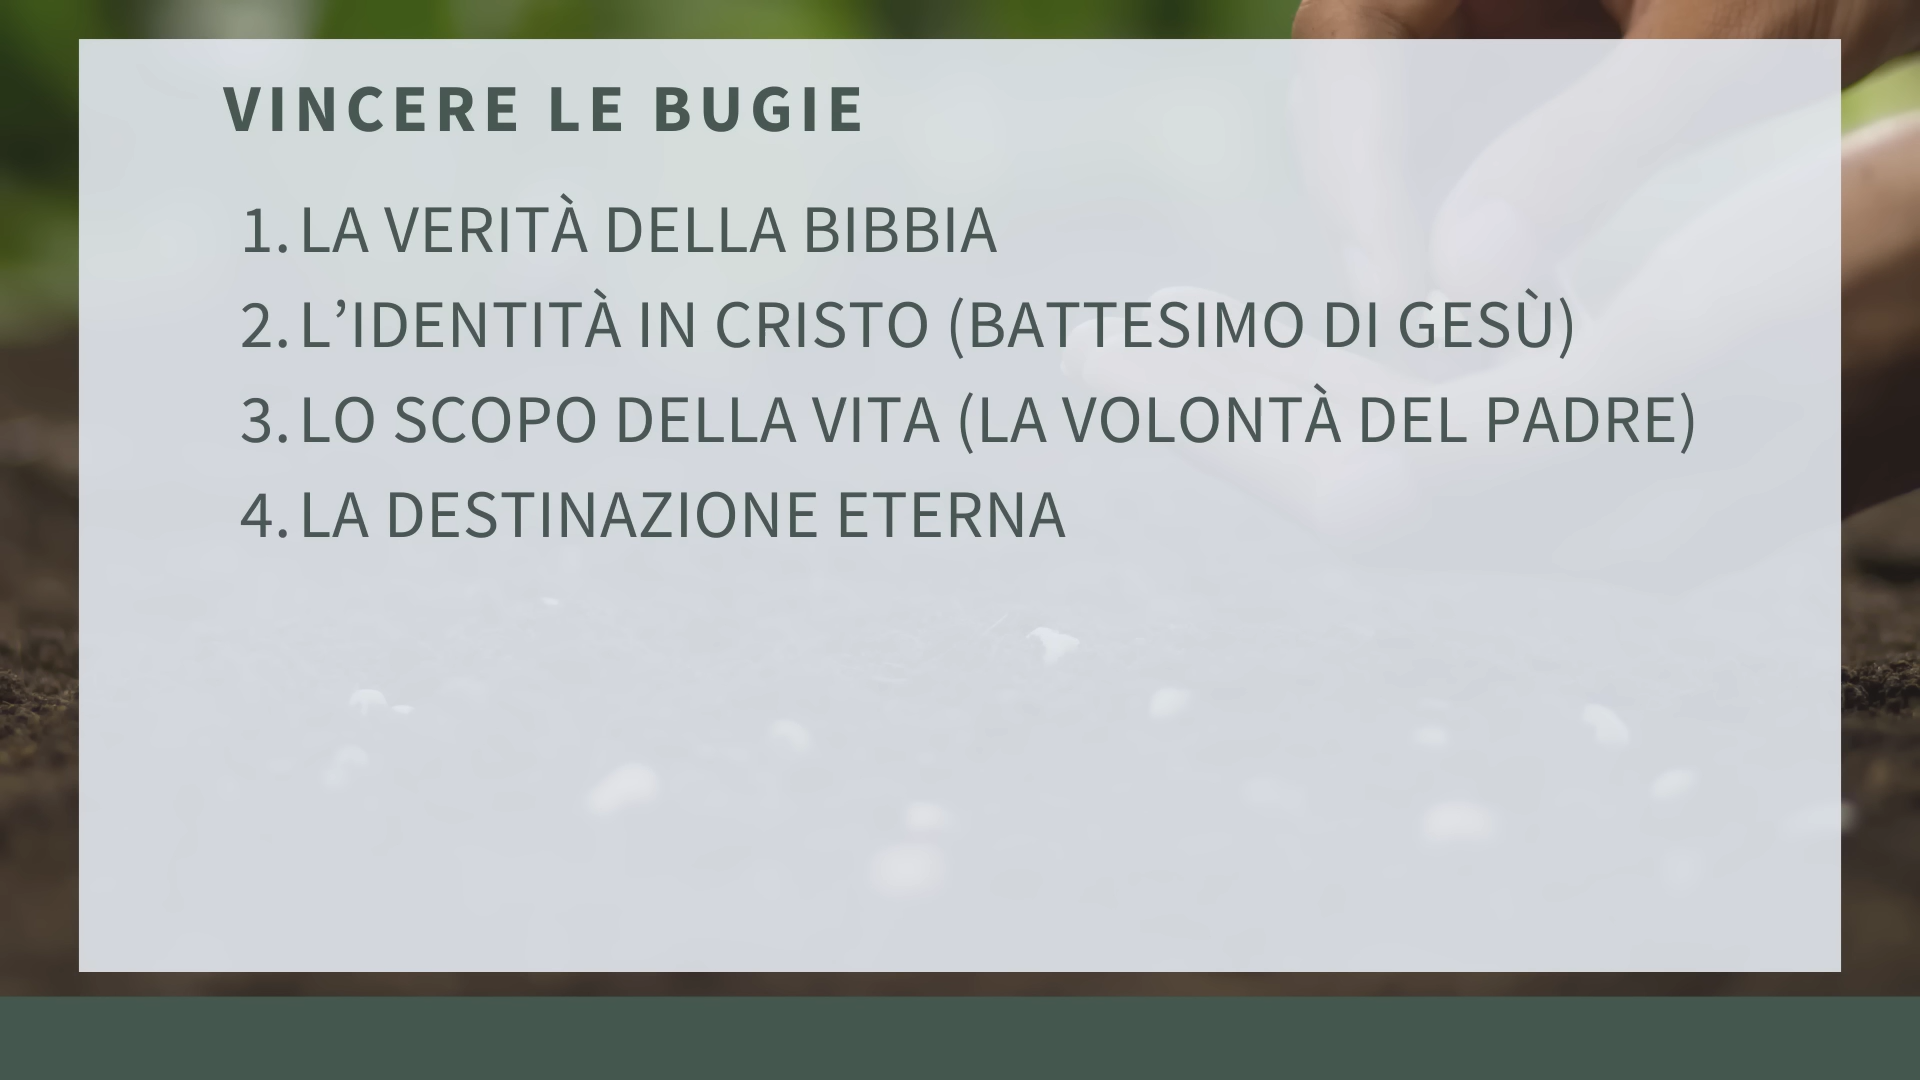 VINCERE LE BUGIE
1. LA VERITÀ DELLA BIBBIA
2. L’IDENTITÀ IN CRISTO (BATTESIMO DI GESÙ)
3. LO SCOPO DELLA VITA (LA VOLONTÀ DEL PADRE)
4. LA DESTINAZIONE ETERNA